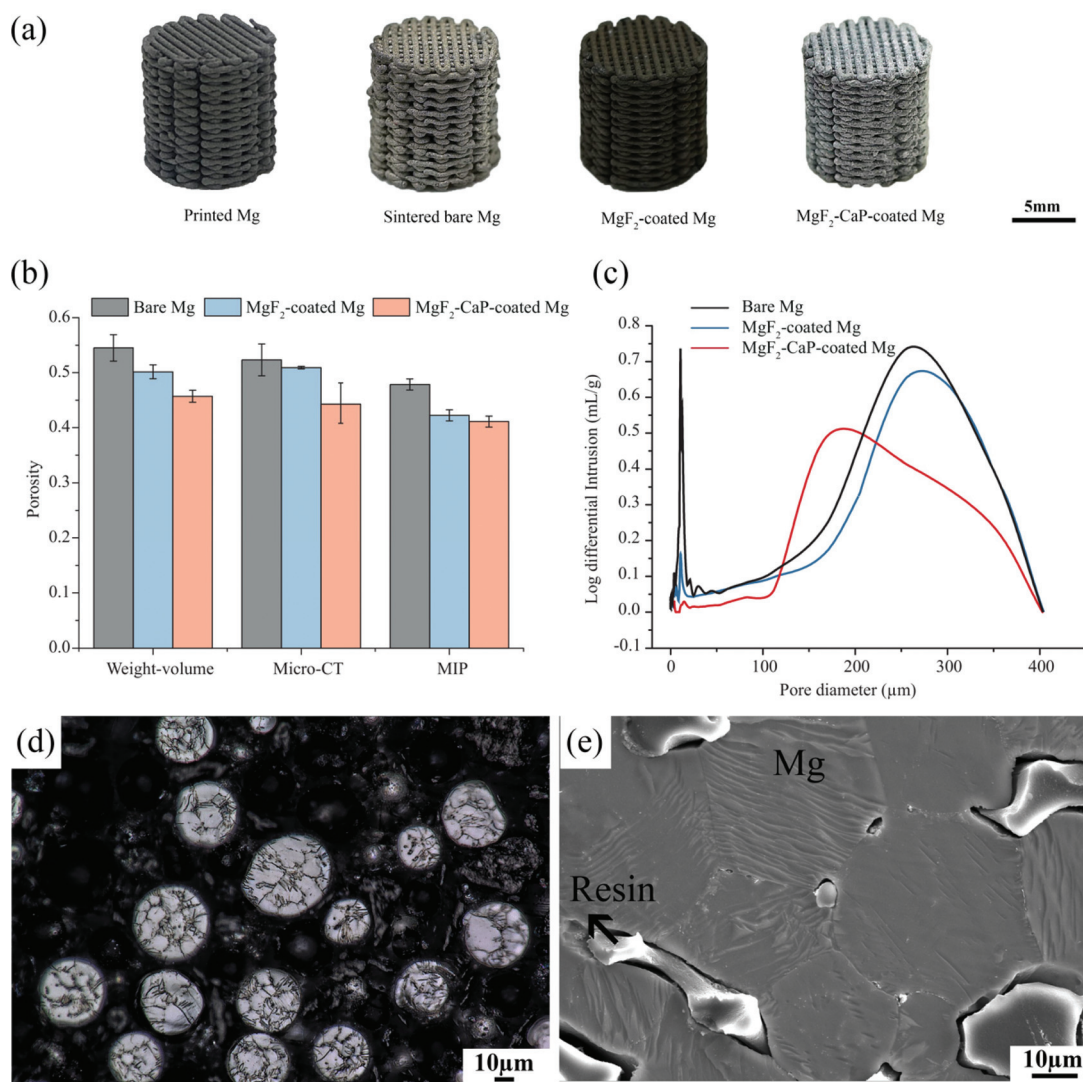 (a)
Printed Mg
Sintered bare Mg
MgF₂-coated Mg
MgF₂-CaP-coated Mg
5mm
(b)
Bare Mg
MgF₂-coated Mg
MgF₂-CaP-coated Mg
Porosity
0.6
0.5
0.4
0.3
0.2
0.1
0.0
Weight-volume
Micro-CT
MIP
(c)
Bare Mg
MgF₂-coated Mg
MgF₂-CaP-coated Mg
Log differential Intrusion (mL/g)
0.8
0.7
0.6
0.5
0.4
0.3
0.2
0.1
0.0
-0.1
0
100
200
300
400
Pore diameter (µm)
(d)
10µm
(e)
Mg
Resin
10µm